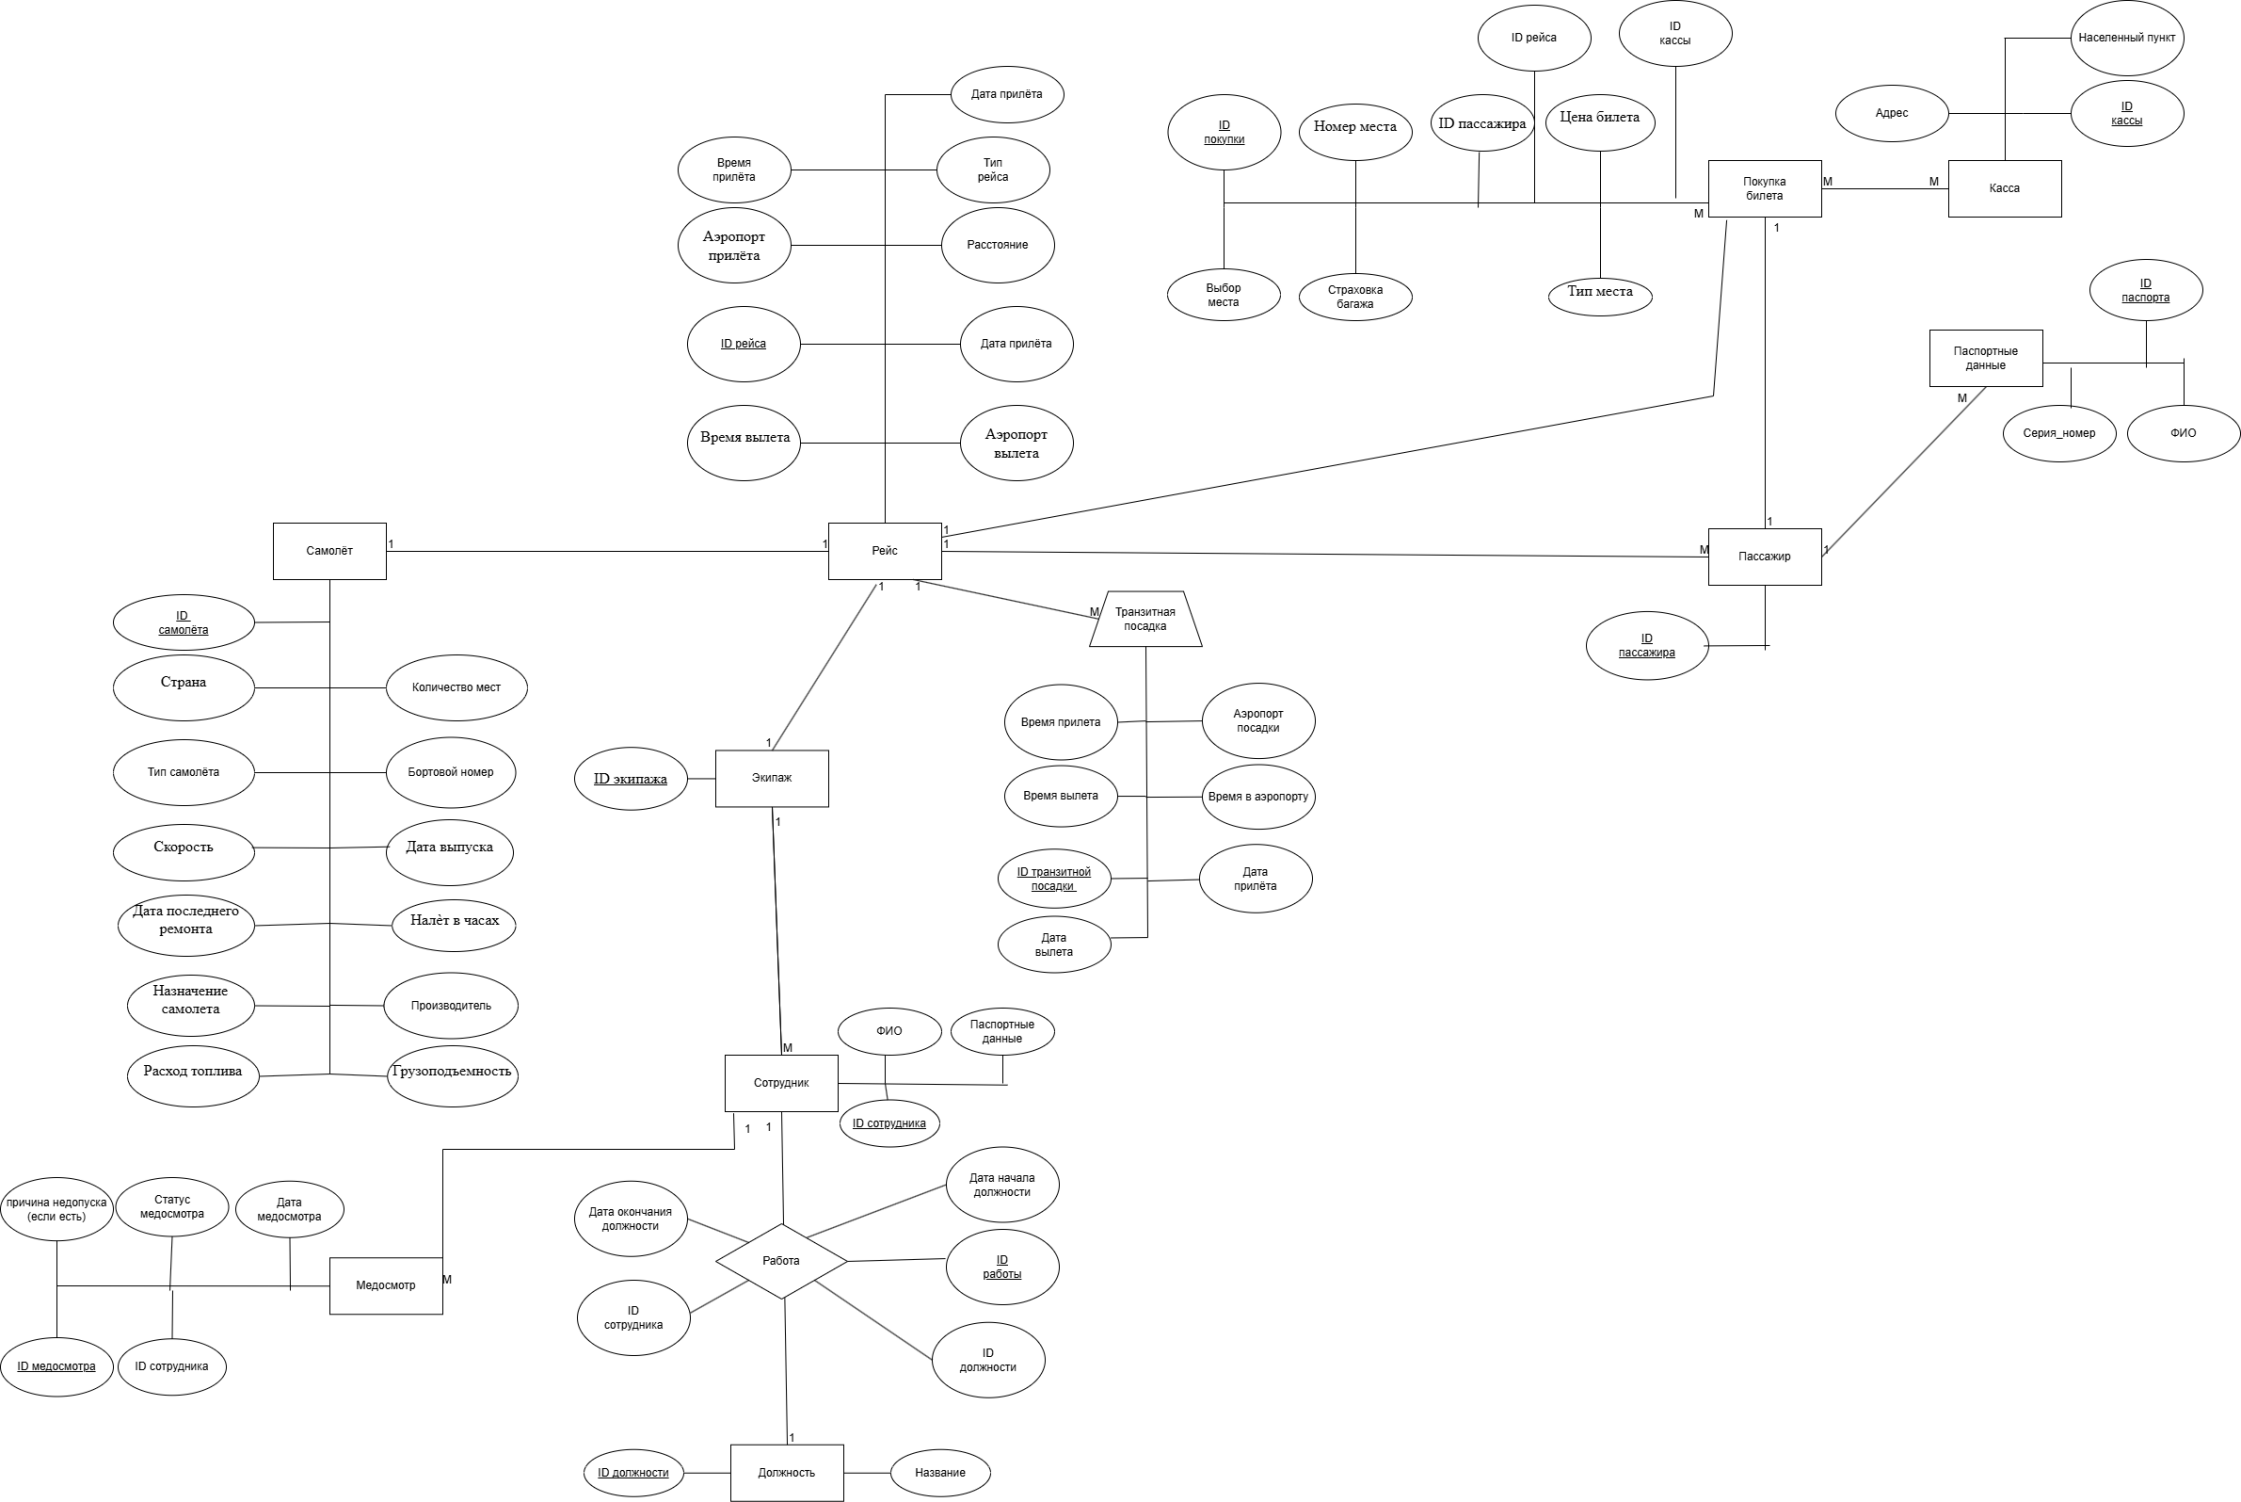 ID
кассы
ID рейса
Населенный пункт
Дата прилёта
ID
кассы
Адрес
Цена билета
ID пассажира
Номер места
ID
покупки
Время
прилёта
Тип
рейса
Покупка
билета
М
М
Касса
М
1
Аэропорт
прилёта
Расстояние
Выбор
места
Страховка
багажа
Тип места
ID
паспорта
ID рейса
Дата прилёта
Паспортные
данные
М
Время вылета
Аэропорт
вылета
Серия_номер
ФИО
Самолёт
1
1
Рейс
1
1
М
1
Пассажир
1
1
1
М
Транзитная
посадка
ID
самолёта
ID
пассажира
Страна
Количество мест
Время прилета
Аэропорт
посадки
1
ID экипажа
Экипаж
1
Тип самолёта
Бортовой номер
Время вылета
Время в аэропорту
Скорость
Дата выпуска
ID транзитной
посадки
Дата
прилёта
Дата последнего
ремонта
Налѐт в часах
Дата
вылета
Назначение
самолета
Производитель
Расход топлива
Грузоподъемность
М
Сотрудник
ФИО
Паспортные
данные
ID сотрудника
1
1
причина недопуска
(если есть)
Статус
медосмотра
Дата
медосмотра
Дата окончания
должности
Дата начала
должности
Медосмотр
М
Работа
ID
работы
ID медосмотра
ID сотрудника
ID
сотрудника
ID
должности
1
ID должности
Должность
Название